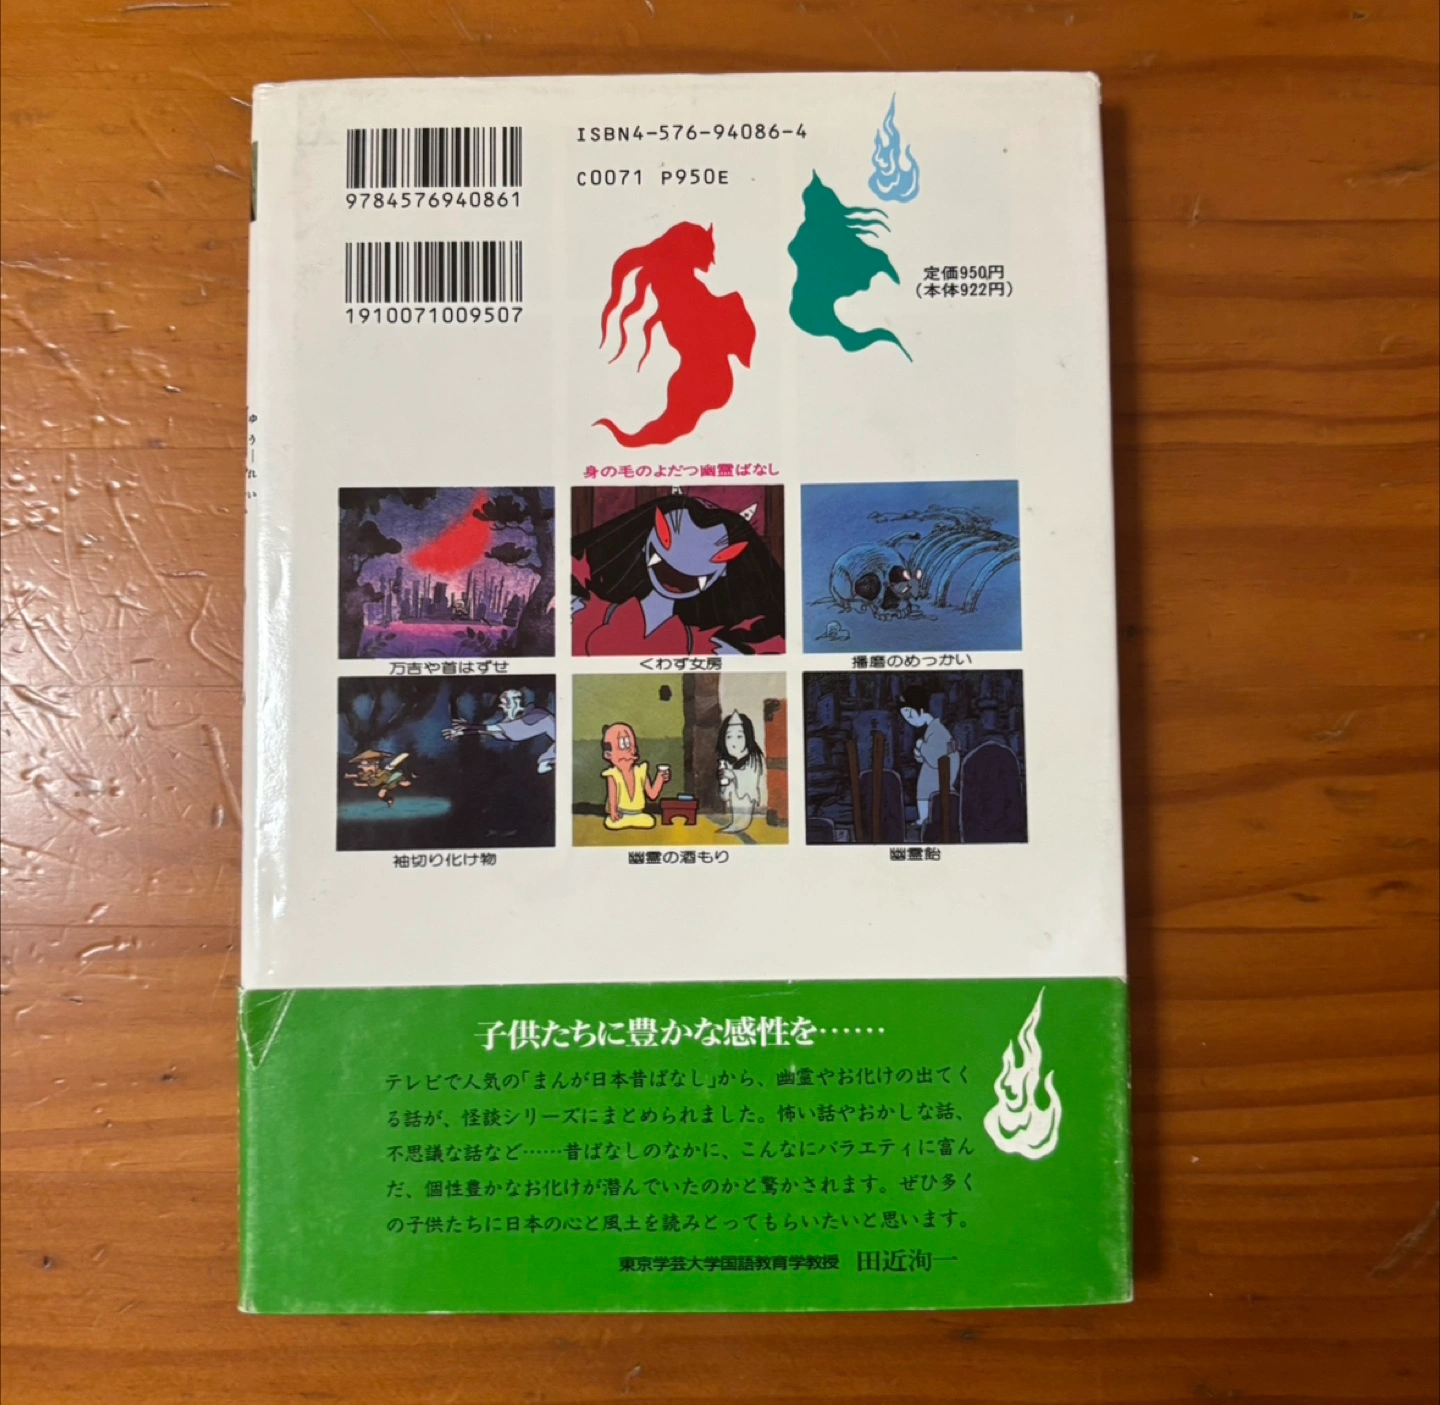 ISBN4-576-94086-4
C0071 P950E
9784576940861
1910071009507
定価950円
(本体922円)
身の毛のよだつ幽霊ばなし
万吉や首はずせ
くわず女房
播磨のめっかい
袖切り化け物
幽霊の酒もり
幽霊飴
子供たちに豊かな感性を……
テレビで人気の「まんが日本昔ばなし」から、幽霊やお化けの出てく
る話が、怪談シリーズにまとめられました。怖い話やおかしな話、
不思議な話など……昔ばなしのなかに、こんなにバラエティに富ん
だ、個性豊かなお化けが潜んでいたのかと驚かされます。ぜひ多く
の子供たちに日本の心と風土を読みとってもらいたいと思います。
東京学芸大学国語教育学教授 田近洵一